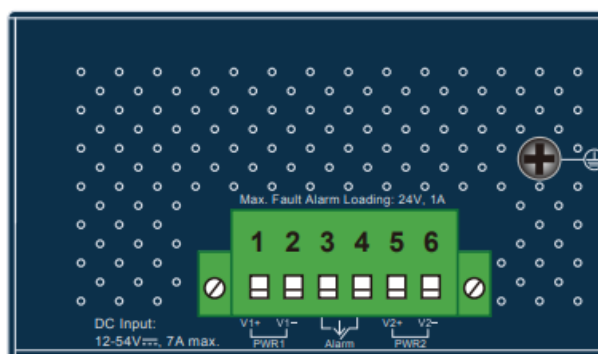 Max. Fault Alarm Loading: 24V, 1A
1 2 3 4 5 6
V1+ V1− V2+ V2−
PWR1 Alarm PWR2
DC Input:
12-54V⎓, 7A max.